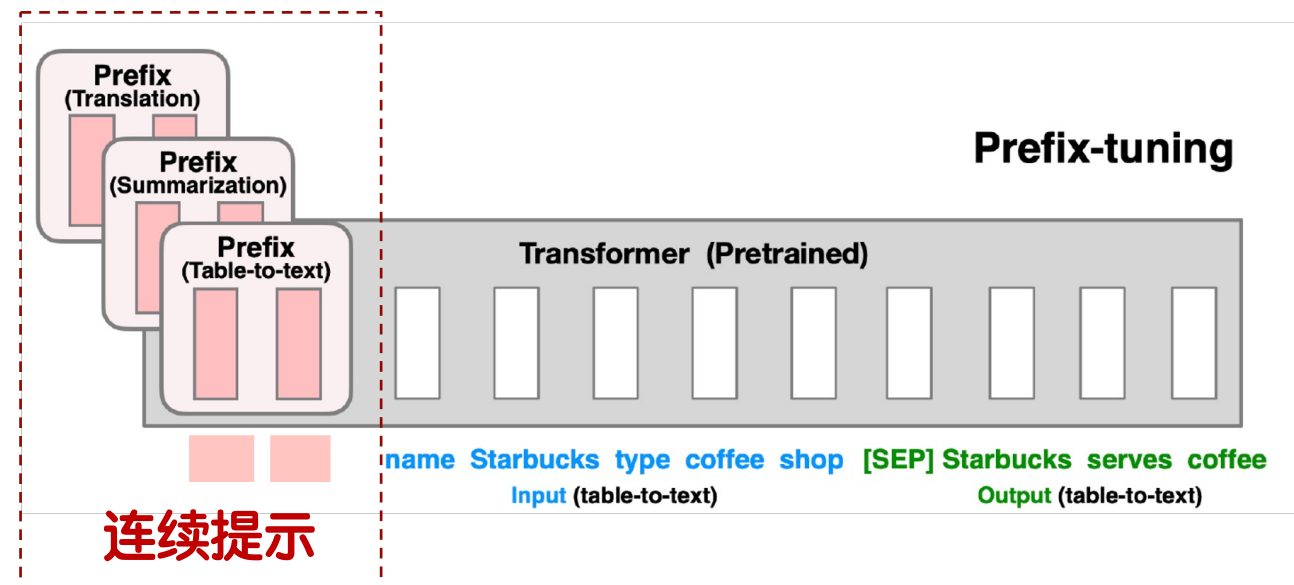 Prefix
(Translation)
Prefix
(Summarization)
Prefix
(Table-to-text)
Prefix-tuning
Transformer (Pretrained)
name Starbucks type coffee shop [SEP] Starbucks serves coffee
Input (table-to-text) Output (table-to-text)
连续提示